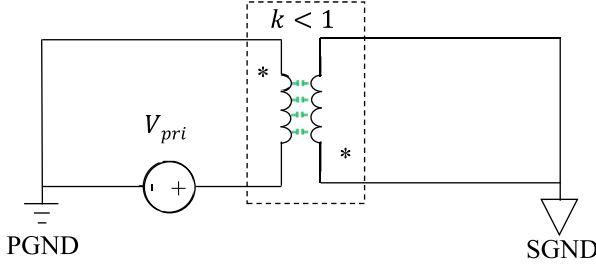 k < 1
*
V_pri
*
- +
PGND
SGND